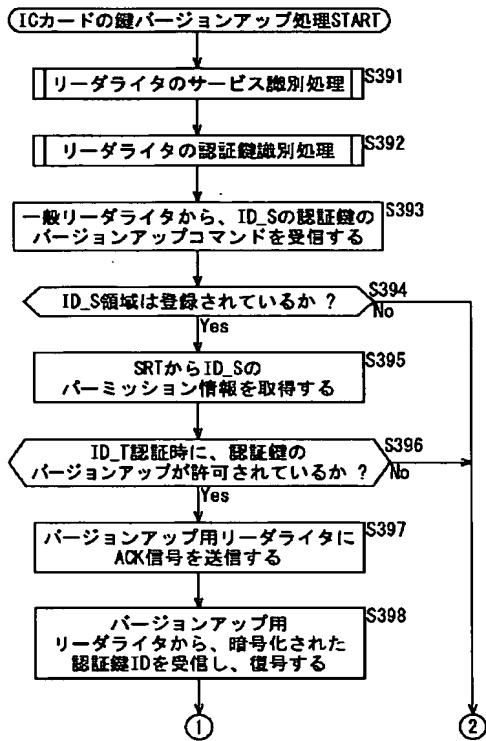 ICカードの鍵バージョンアップ処理START
S391
リーダライタのサービス識別処理
S392
リーダライタの認証鍵識別処理
S393
一般リーダライタから、ID_Sの認証鍵の
バージョンアップコマンドを受信する
S394
ID_S領域は登録されているか ?
No
Yes
S395
SRTからID_Sの
パーミッション情報を取得する
S396
ID_T認証時に、認証鍵の
バージョンアップが許可されているか ?
No
Yes
S397
バージョンアップ用リーダライタに
ACK信号を送信する
S398
バージョンアップ用
リーダライタから、暗号化された
認証鍵IDを受信し、復号する
1
2